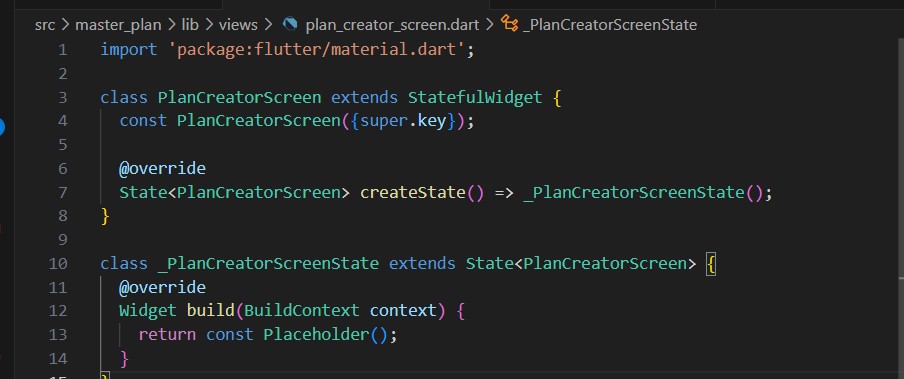 src > master_plan > lib > views > plan_creator_screen.dart > _PlanCreatorScreenState
1 import 'package:flutter/material.dart';
2
3 class PlanCreatorScreen extends StatefulWidget {
4 const PlanCreatorScreen({super.key});
5
6 @override
7 State<PlanCreatorScreen> createState() => _PlanCreatorScreenState();
8 }
9
10 class _PlanCreatorScreenState extends State<PlanCreatorScreen> {
11 @override
12 Widget build(BuildContext context) {
13 return const Placeholder();
14 }
15 }